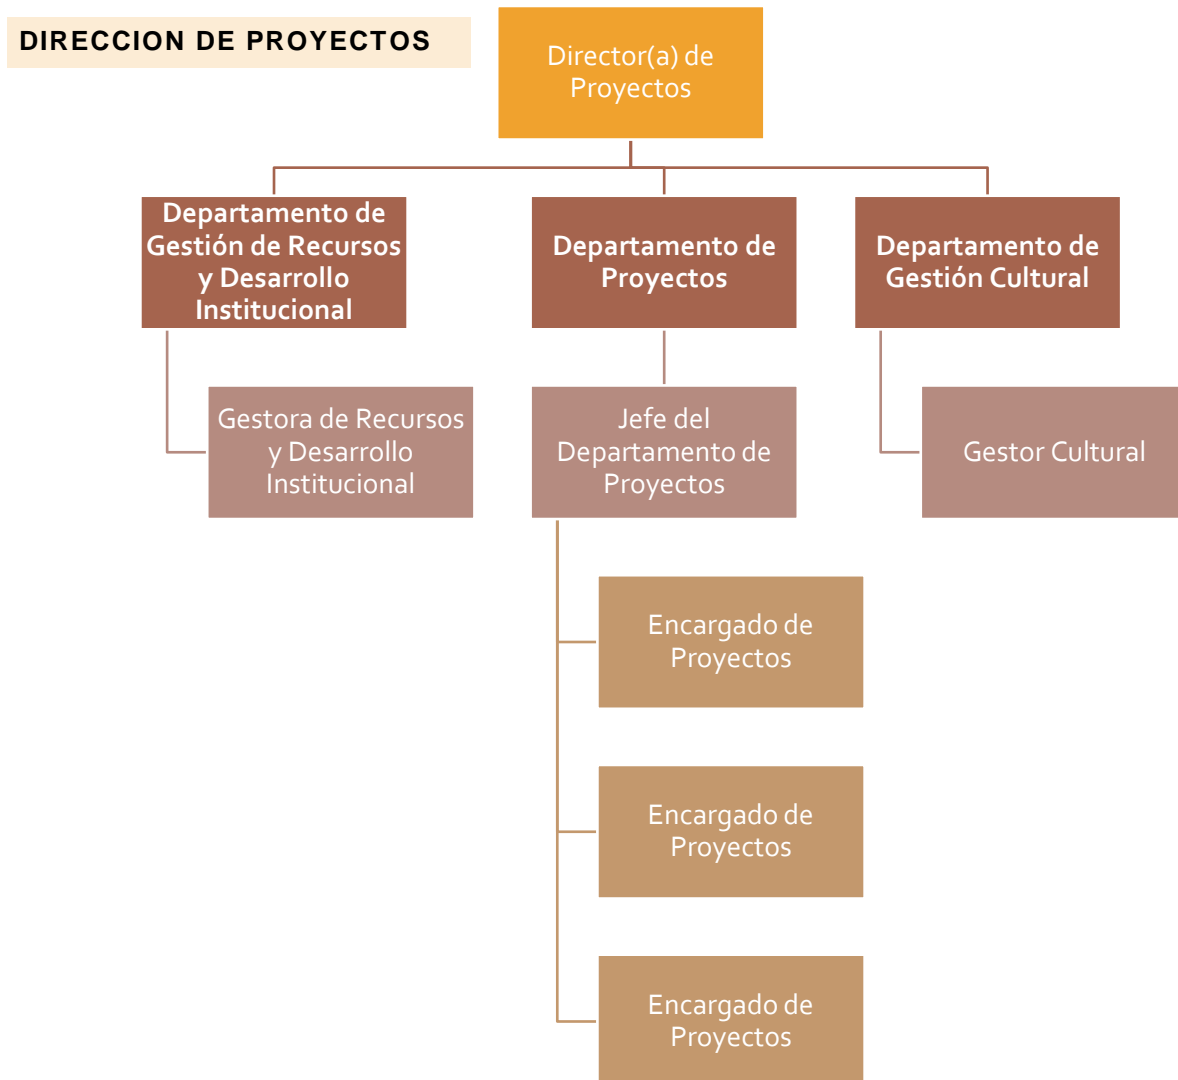 DIRECCION DE PROYECTOS
Director(a) de
Proyectos
Departamento de
Gestión de Recursos
y Desarrollo
Institucional
Departamento de
Proyectos
Departamento de
Gestión Cultural
Gestora de Recursos
y Desarrollo
Institucional
Jefe del
Departamento de
Proyectos
Gestor Cultural
Encargado de
Proyectos
Encargado de
Proyectos
Encargado de
Proyectos